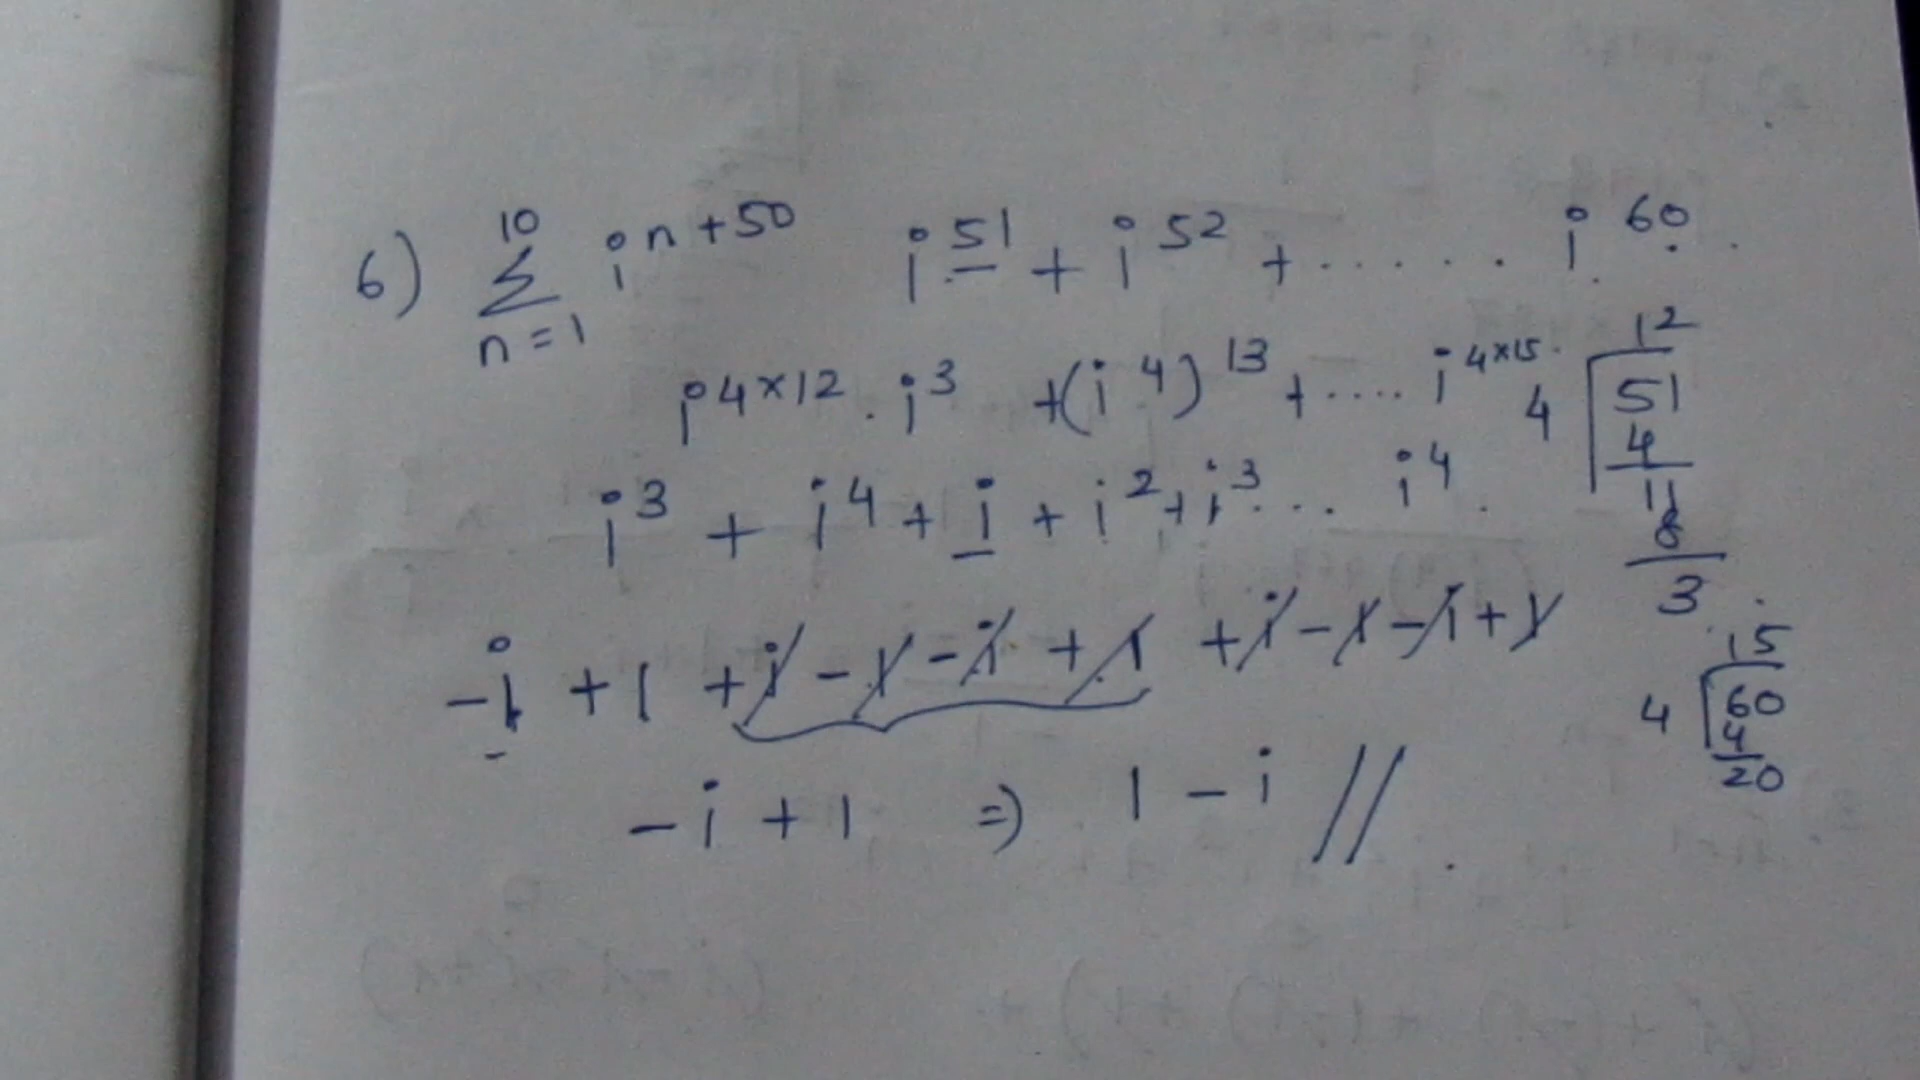 6) 10 Σ n=1 i^n+50 i^51 + i^52 + ...... i^60.
i^4×12 . i^3 + (i^4)^13 + .... i^4×15.
i^3 + i^4 + i + i^2 + i^3 ... i^4.
-i + 1 + i - 1 - i + 1 + i - 1 - i + 1
-i + 1 => 1 - i //
12
4 51
4
11
8
3
15
4 60
4
20